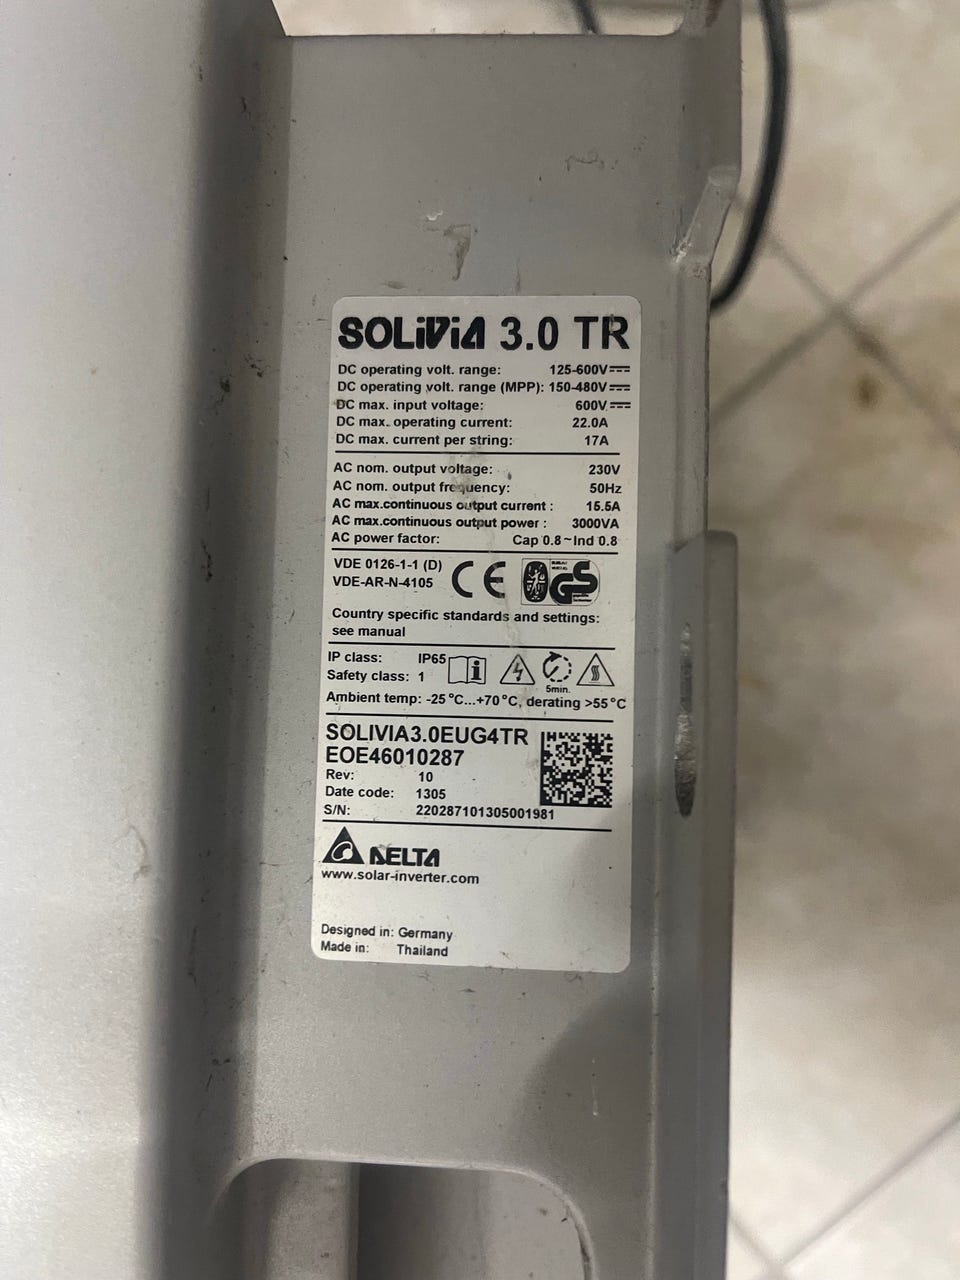 SOLiViA 3.0 TR
DC operating volt. range: 125-600V
DC operating volt. range (MPP): 150-480V
DC max. input voltage: 600V
DC max. operating current: 22.0A
DC max. current per string: 17A
AC nom. output voltage: 230V
AC nom. output frequency: 50Hz
AC max.continuous output current : 15.5A
AC max.continuous output power : 3000VA
AC power factor: Cap 0.8~Ind 0.8
VDE 0126-1-1 (D)
VDE-AR-N-4105
CE
GS
Country specific standards and settings:
see manual
IP class: IP65
Safety class: 1
5min.
Ambient temp: -25°C...+70°C, derating >55°C
SOLIVIA3.0EUG4TR
EOE46010287
Rev: 10
Date code: 1305
S/N: 220287101305001981
DELTA
www.solar-inverter.com
Designed in: Germany
Made in: Thailand